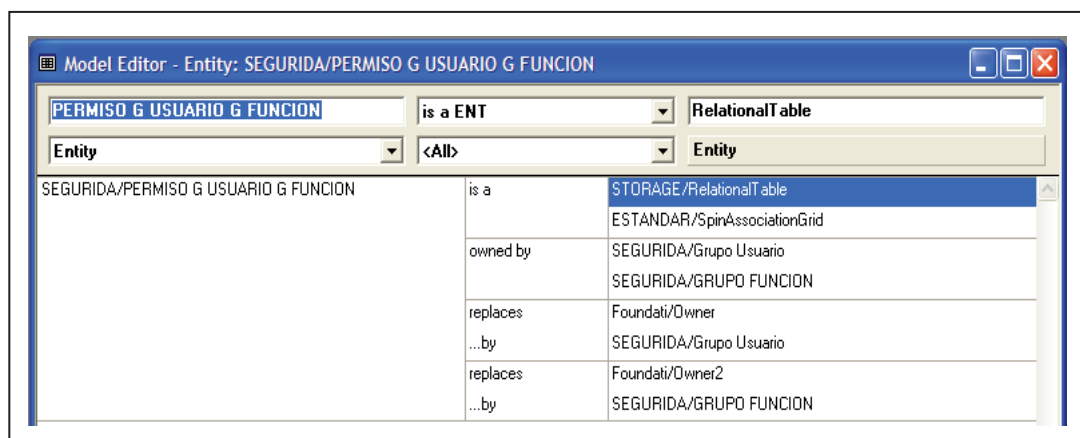 Model Editor - Entity: SEGURIDA/PERMISO G USUARIO G FUNCION
PERMISO G USUARIO G FUNCION is a ENT RelationalTable
Entity <All> Entity
SEGURIDA/PERMISO G USUARIO G FUNCION is a STORAGE/RelationalTable
ESTANDAR/SpinAssociationGrid
owned by SEGURIDA/Grupo Usuario
SEGURIDA/GRUPO FUNCION
replaces Foundati/Owner
...by SEGURIDA/Grupo Usuario
replaces Foundati/Owner2
...by SEGURIDA/GRUPO FUNCION